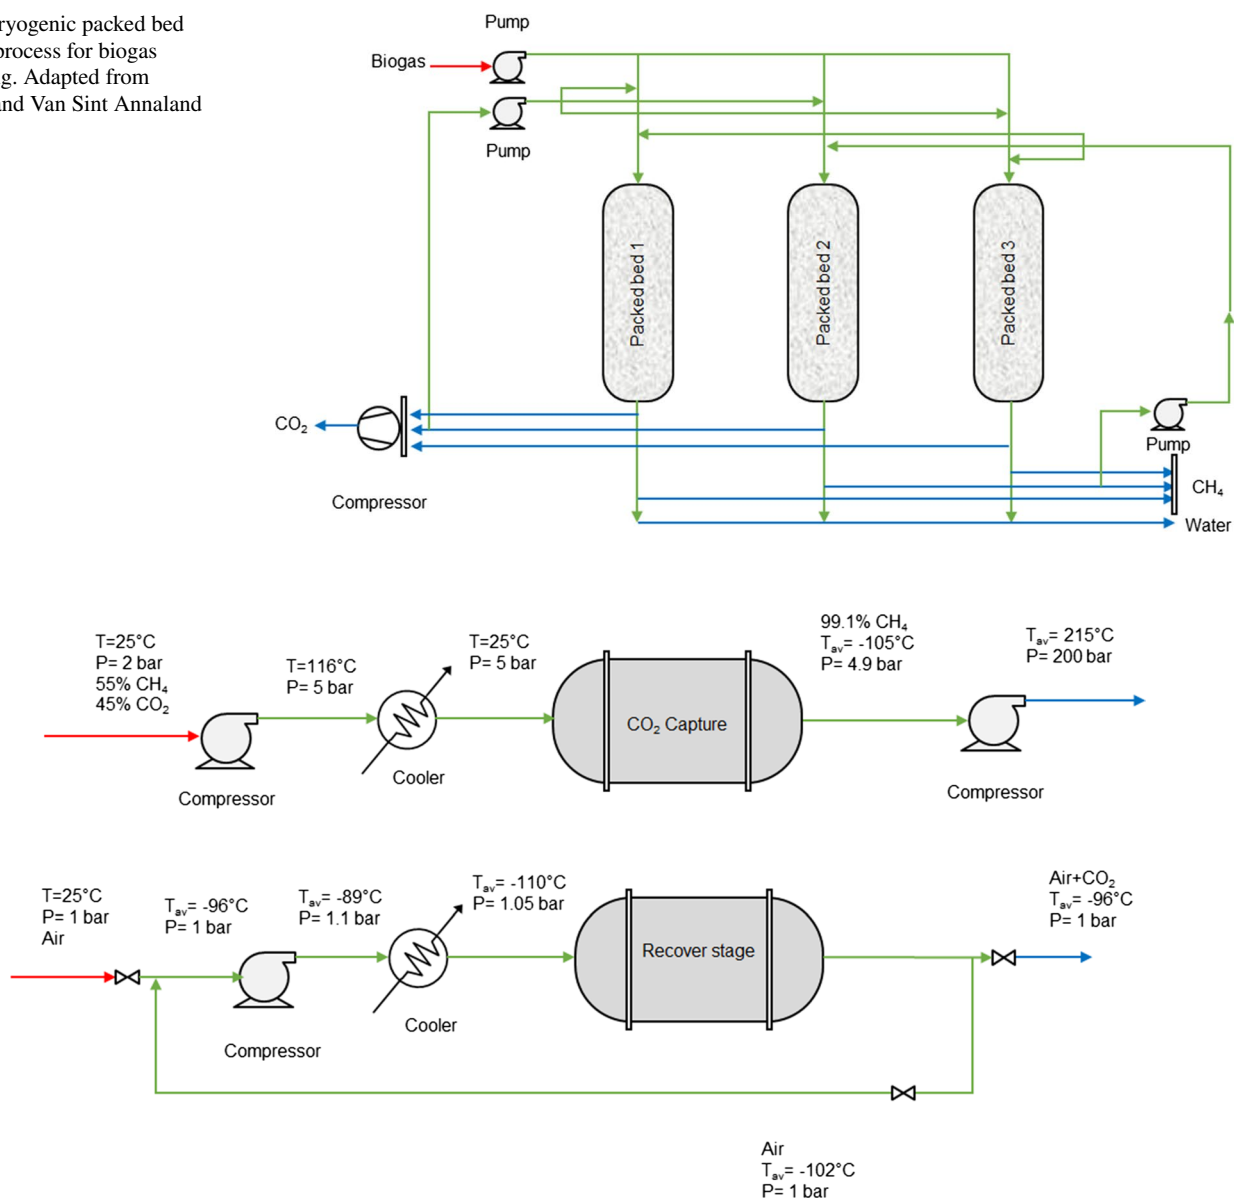 ryogenic packed bed
process for biogas
g. Adapted from
and Van Sint Annaland
Pump
Biogas
Pump
Packed bed 1
Packed bed 2
Packed bed 3
CO₂
Compressor
Pump
CH₄
Water
T=25°C
P= 2 bar
55% CH₄
45% CO₂
T=116°C
P= 5 bar
T=25°C
P= 5 bar
99.1% CH₄
Tₐᵥ= -105°C
P= 4.9 bar
Tₐᵥ= 215°C
P= 200 bar
CO₂ Capture
Compressor
Cooler
Compressor
T=25°C
P= 1 bar
Air
Tₐᵥ= -96°C
P= 1 bar
Tₐᵥ= -89°C
P= 1.1 bar
Tₐᵥ= -110°C
P= 1.05 bar
Air+CO₂
Tₐᵥ= -96°C
P= 1 bar
Recover stage
Compressor
Cooler
Air
Tₐᵥ= -102°C
P= 1 bar